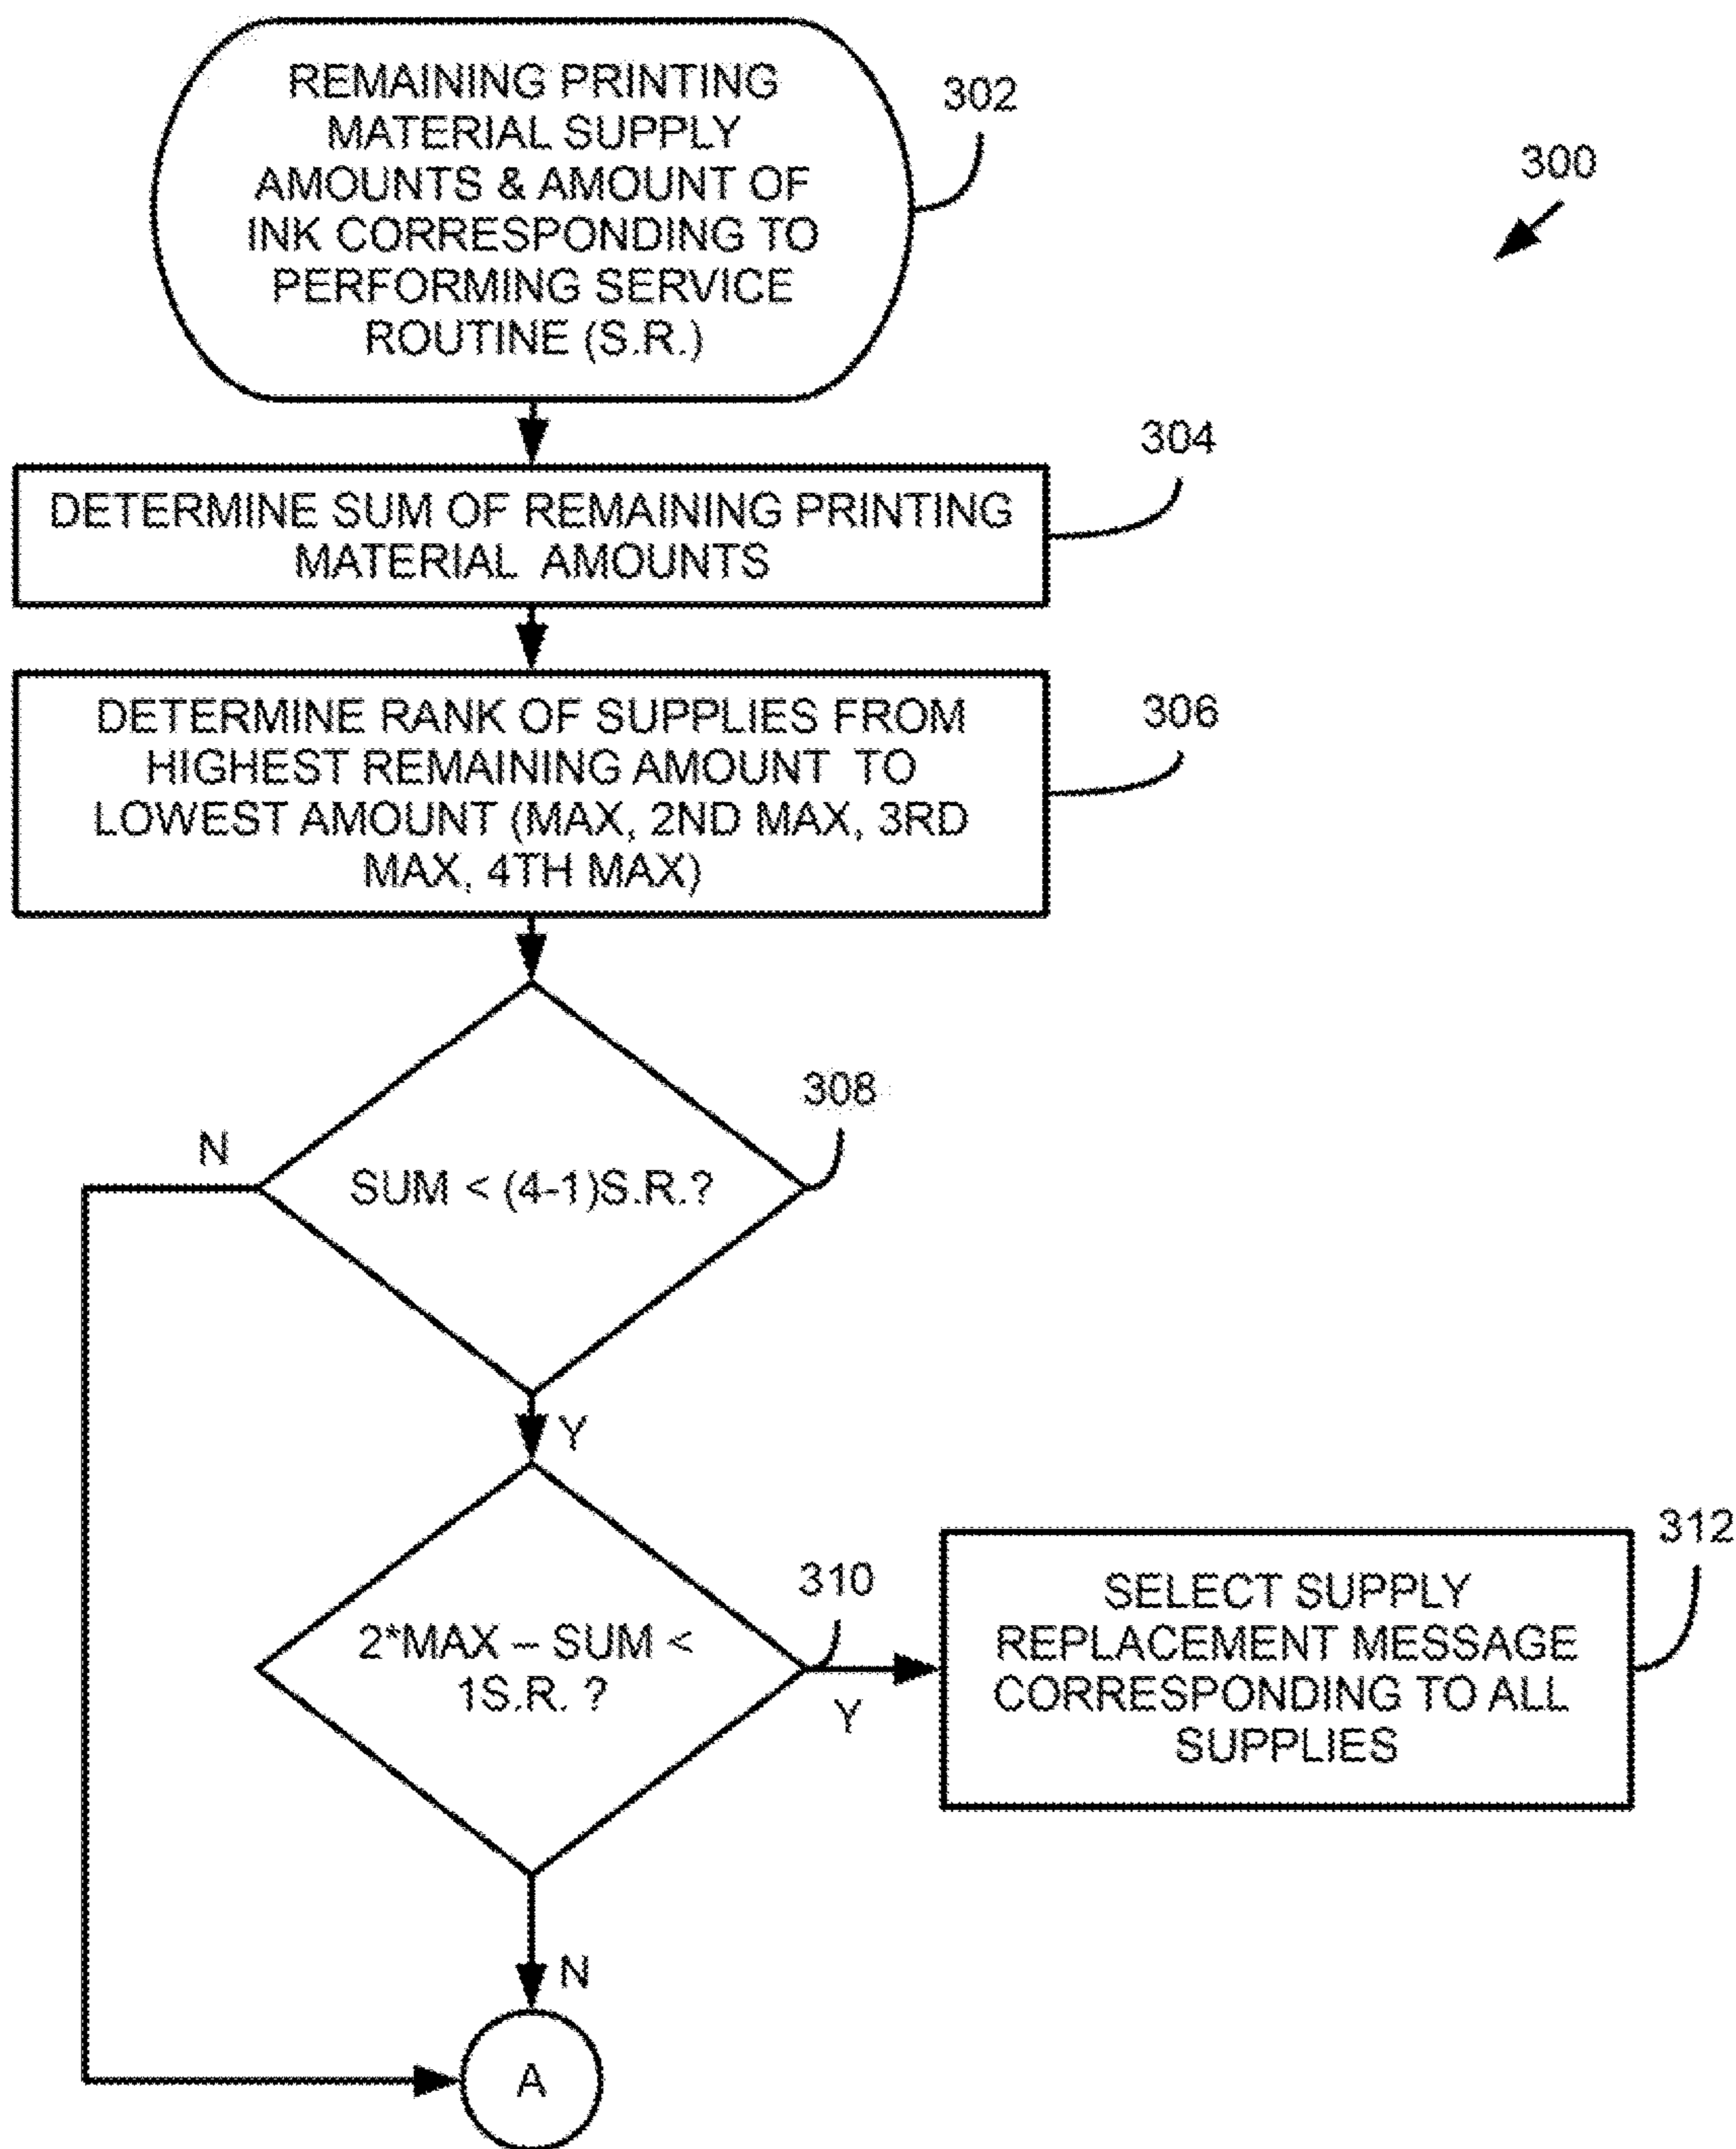 REMAINING PRINTING
MATERIAL SUPPLY
AMOUNTS & AMOUNT OF
INK CORRESPONDING TO
PERFORMING SERVICE
ROUTINE (S.R.)
302
300
304
DETERMINE SUM OF REMAINING PRINTING
MATERIAL AMOUNTS
306
DETERMINE RANK OF SUPPLIES FROM
HIGHEST REMAINING AMOUNT TO
LOWEST AMOUNT (MAX, 2ND MAX, 3RD
MAX, 4TH MAX)
308
N
SUM < (4-1)S.R.?
Y
310
2*MAX – SUM <
1S.R. ?
Y
312
SELECT SUPPLY
REPLACEMENT MESSAGE
CORRESPONDING TO ALL
SUPPLIES
N
A